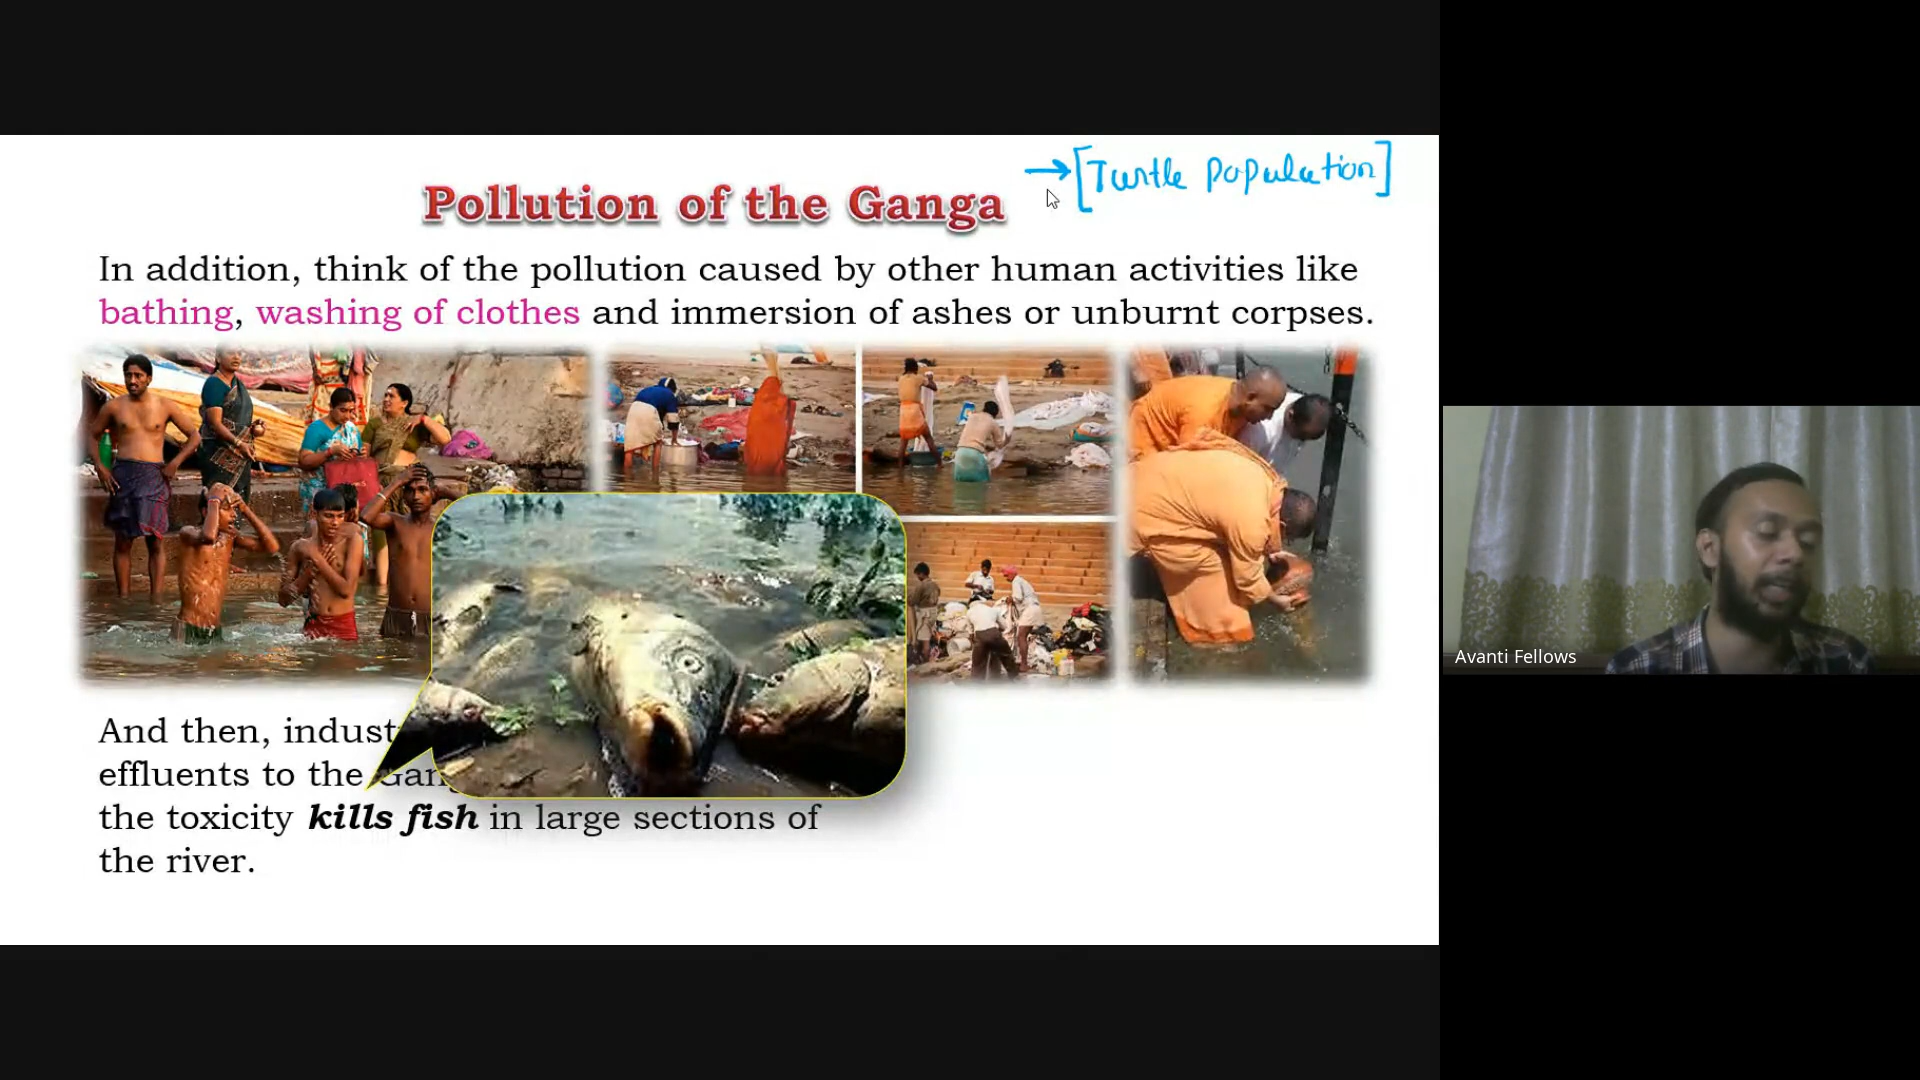 →[Turtle Population]
Pollution of the Ganga
In addition, think of the pollution caused by other human activities like
bathing, washing of clothes and immersion of ashes or unburnt corpses.
And then, indust
effluents to the Gang
the toxicity kills fish in large sections of
the river.
Avanti Fellows